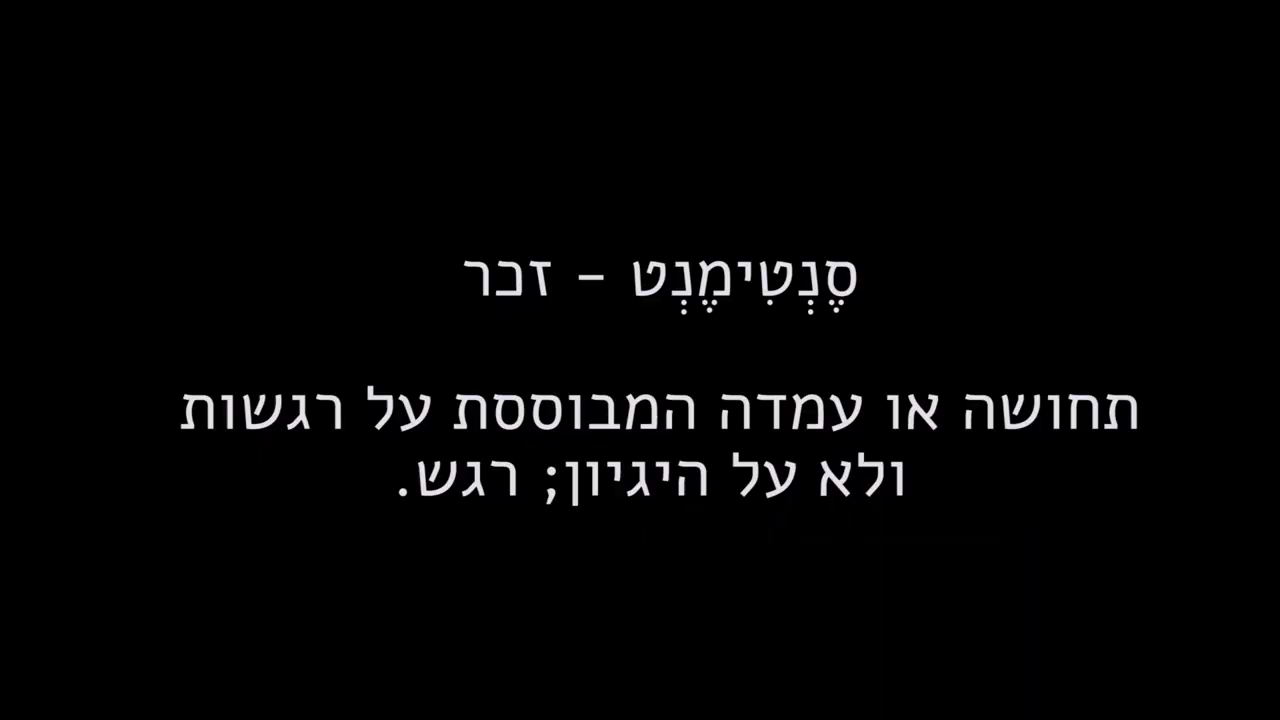 סֶנְטִימֶנְט - זכר
תחושה או עמדה המבוססת על רגשות
ולא על היגיון; רגש.